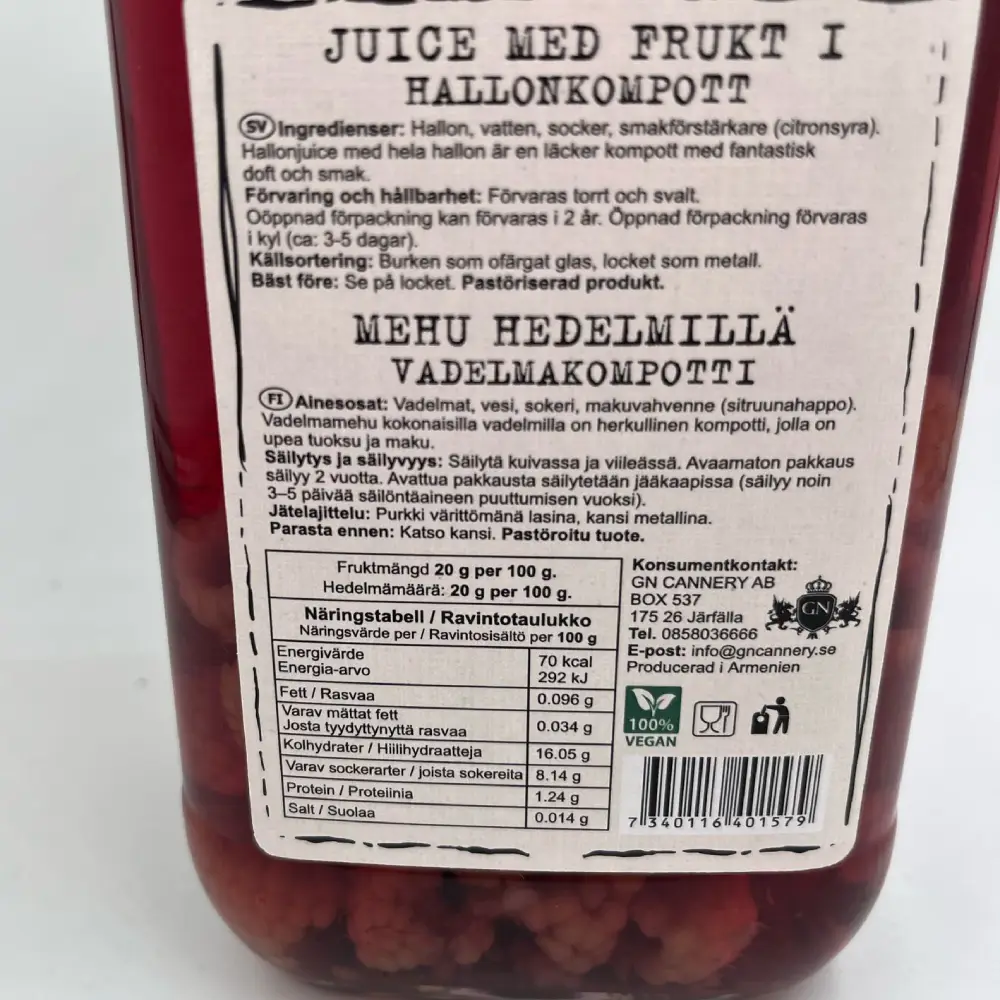 JUICE MED FRUKT I
HALLONKOMPOTT
SV Ingredienser: Hallon, vatten, socker, smakförstärkare (citronsyra).
Hallonjuice med hela hallon är en läcker kompott med fantastisk
doft och smak.
Förvaring och hållbarhet: Förvaras torrt och svalt.
Oöppnad förpackning kan förvaras i 2 år. Öppnad förpackning förvaras
i kyl (ca: 3-5 dagar).
Källsortering: Burken som ofärgat glas, locket som metall.
Bäst före: Se på locket. Pastöriserad produkt.
MEHU HEDELMILLÄ
VADELMAKOMPOTTI
FI Ainesosat: Vadelmat, vesi, sokeri, makuvahvenne (sitruunahappo).
Vadelmamehu kokonaisilla vadelmilla on herkullinen kompotti, jolla on
upea tuoksu ja maku.
Säilytys ja säilyvyys: Säilytä kuivassa ja viileässä. Avaamaton pakkaus
säilyy 2 vuotta. Avattua pakkausta säilytetään jääkaapissa (säilyy noin
3–5 päivää säilöntäaineen puuttumisen vuoksi).
Jätelajittelu: Purkki värittömänä lasina, kansi metallina.
Parasta ennen: Katso kansi. Pastöroitu tuote.
Fruktmängd 20 g per 100 g.
Hedelmämäärä: 20 g per 100 g.
Näringstabell / Ravintotaulukko
Näringsvärde per / Ravintosisältö per 100 g
Energivärde 70 kcal
Energia-arvo 292 kJ
Fett / Rasvaa 0.096 g
Varav mättat fett
Josta tyydyttynyttä rasvaa 0.034 g
Kolhydrater / Hiilihydraatteja 16.05 g
Varav sockerarter / joista sokereita 8.14 g
Protein / Proteiinia 1.24 g
Salt / Suolaa 0.014 g
Konsumentkontakt:
GN CANNERY AB
BOX 537
175 26 Järfälla
Tel. 0858036666
E-post: info@gncannery.se
Producerad i Armenien
GN
100%
VEGAN
7 340116 401579